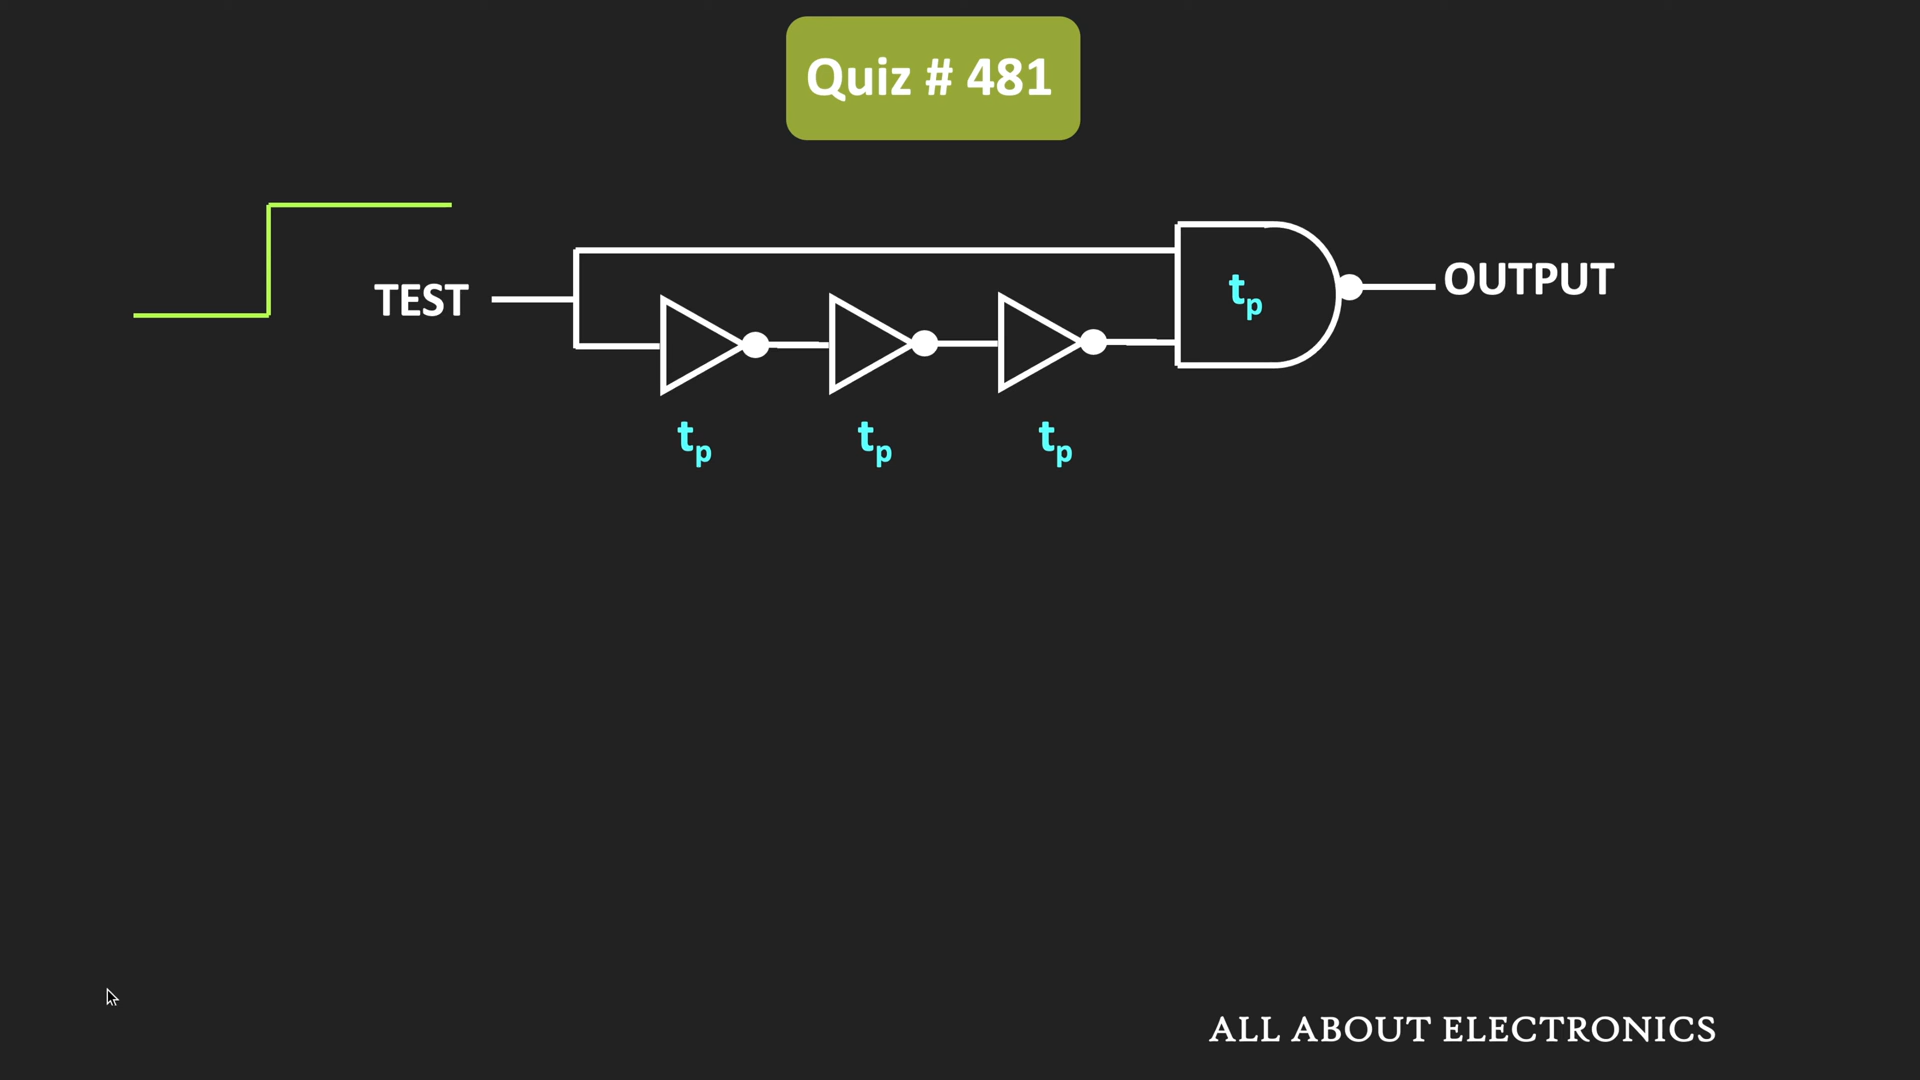 Quiz # 481
TEST
tp
OUTPUT
tp
tp
tp
ALL ABOUT ELECTRONICS